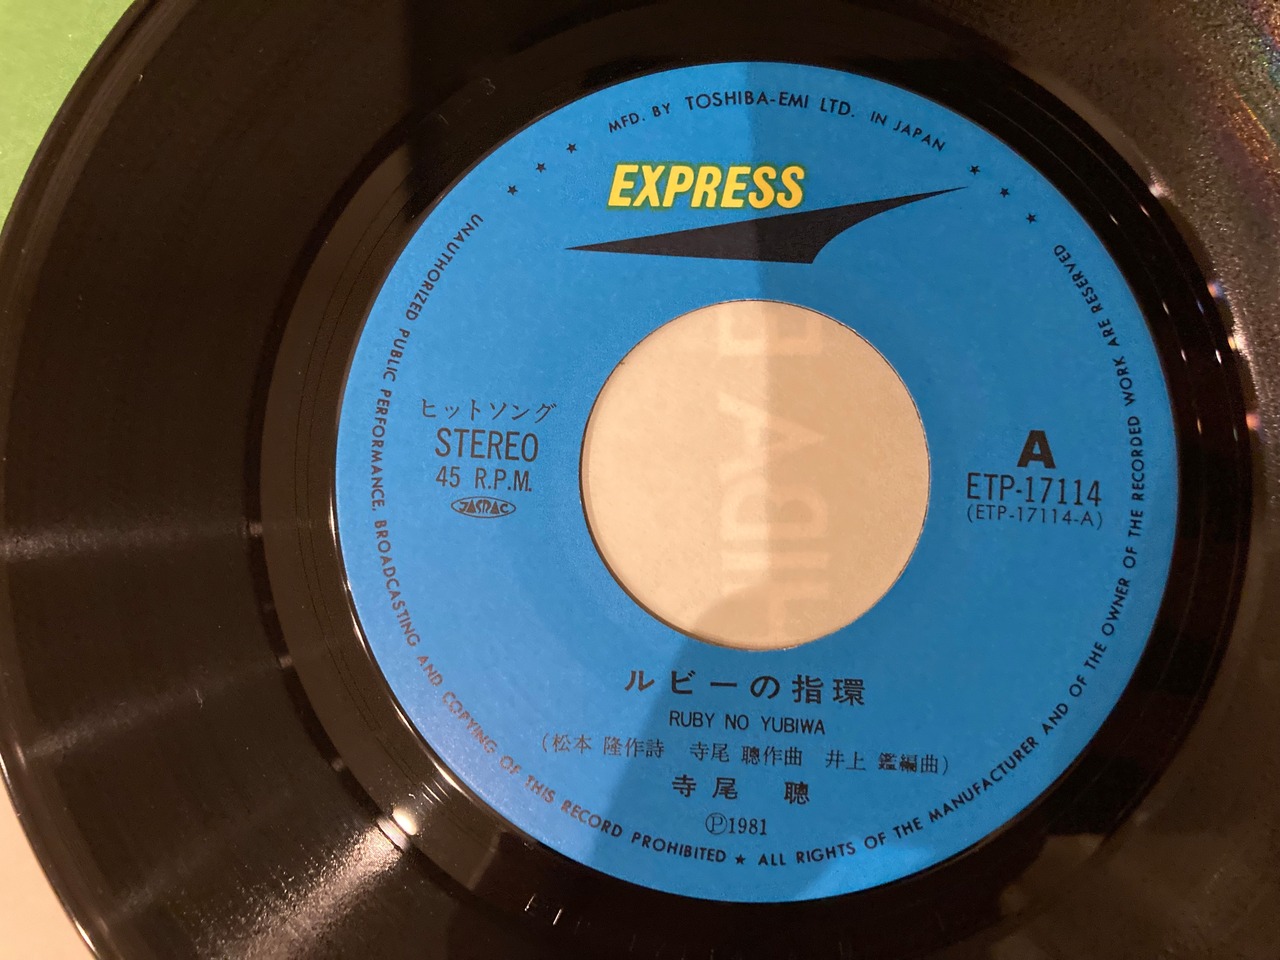 MFD. BY TOSHIBA-EMI LTD. IN JAPAN
EXPRESS
ヒットソング
STEREO
45 R.P.M.
JASRAC
A
ETP-17114
(ETP-17114-A)
ルビーの指環
RUBY NO YUBIWA
(松本 隆作詩 寺尾 聰作曲 井上 鑑編曲)
寺尾 聰
Ⓟ1981
UNAUTHORIZED PUBLIC PERFORMANCE, BROADCASTING AND COPYING OF THIS RECORD PROHIBITED ★ ALL RIGHTS OF THE MANUFACTURER AND OF THE OWNER OF THE RECORDED WORK ARE RESERVED